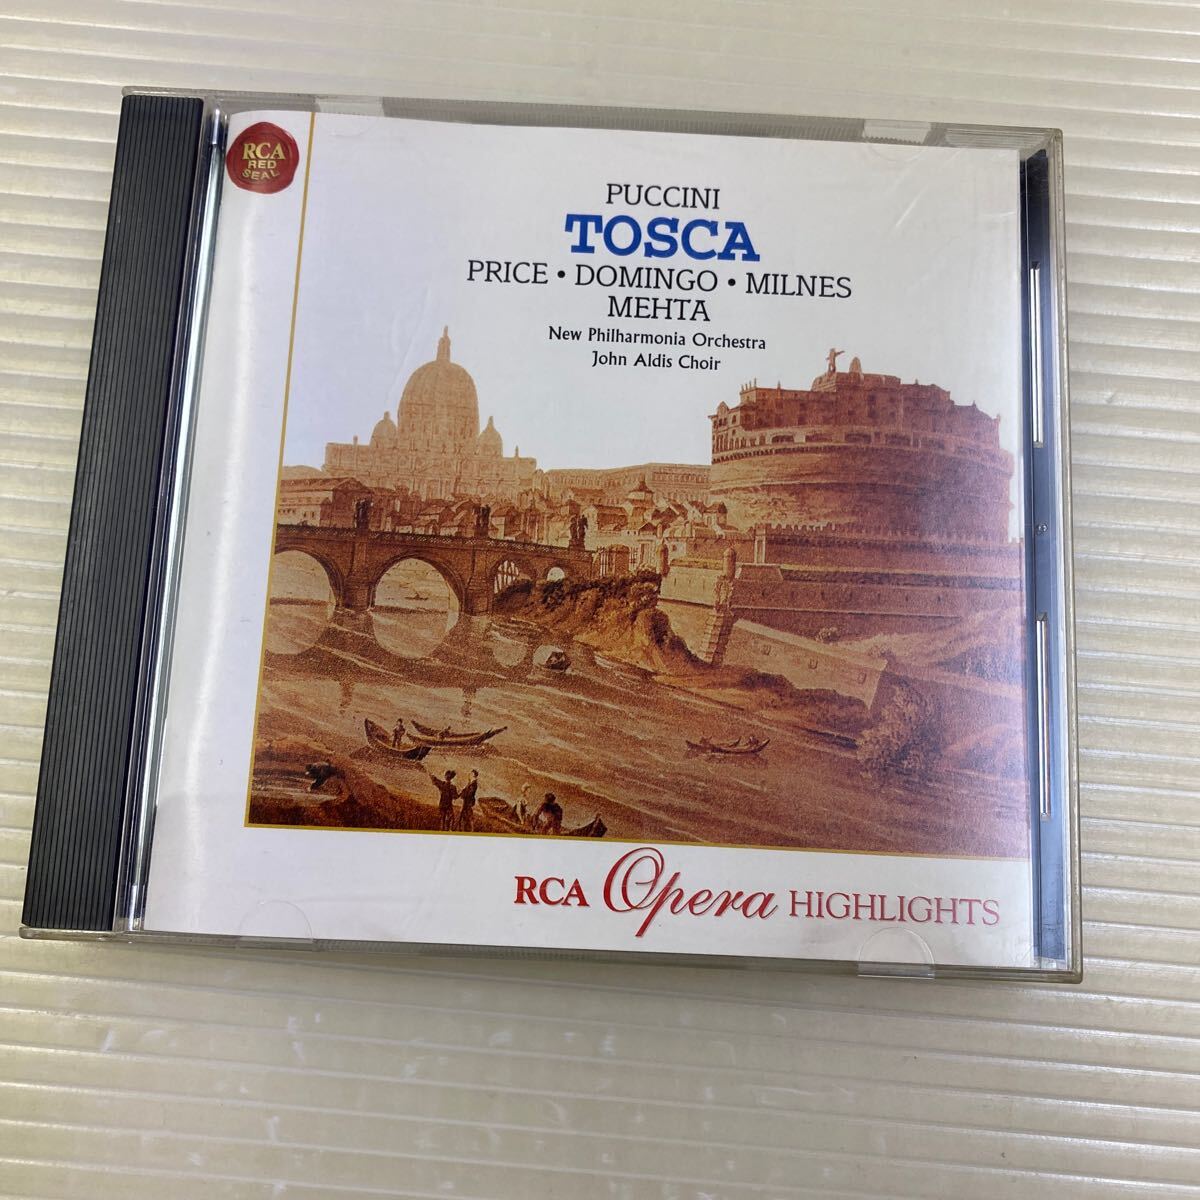 RCA
RED
SEAL
PUCCINI
TOSCA
PRICE • DOMINGO • MILNES
MEHTA
New Philharmonia Orchestra
John Aldis Choir
RCA Opera HIGHLIGHTS